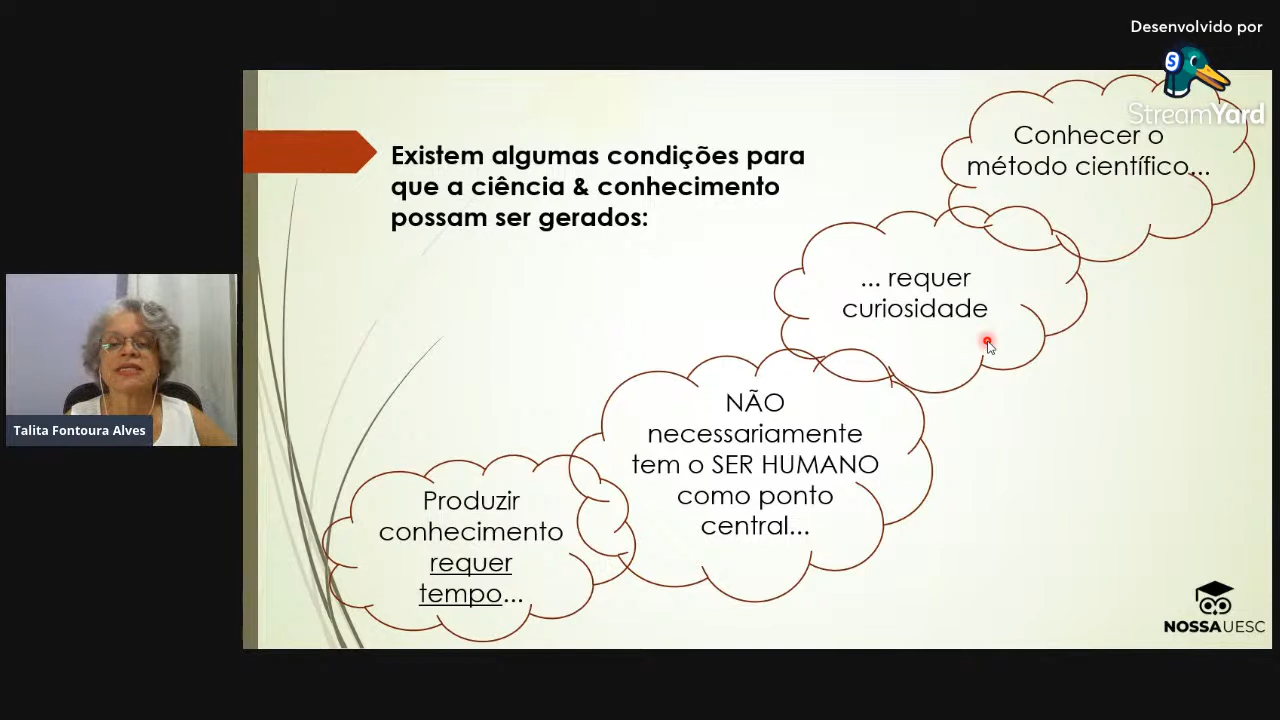 Desenvolvido por
StreamYard
Existem algumas condições para
que a ciência & conhecimento
possam ser gerados:
Conhecer o
método científico...
... requer
curiosidade
NÃO
necessariamente
tem o SER HUMANO
como ponto
central...
Produzir
conhecimento
requer
tempo...
Talita Fontoura Alves
NOSSAUESC